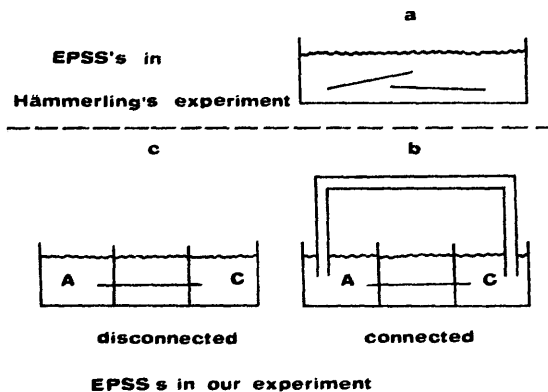 a
EPSS's in
Hämmerling's experiment
c b
A C A C
disconnected connected
EPSS s in our experiment